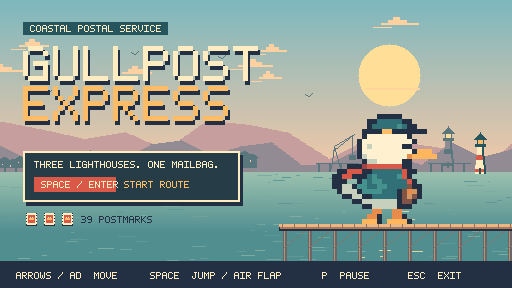 COASTAL POSTAL SERVICE
GULLPOST
EXPRESS
THREE LIGHTHOUSES. ONE MAILBAG.
SPACE / ENTER START ROUTE
39 POSTMARKS
ARROWS / AD MOVE SPACE JUMP / AIR FLAP P PAUSE ESC EXIT